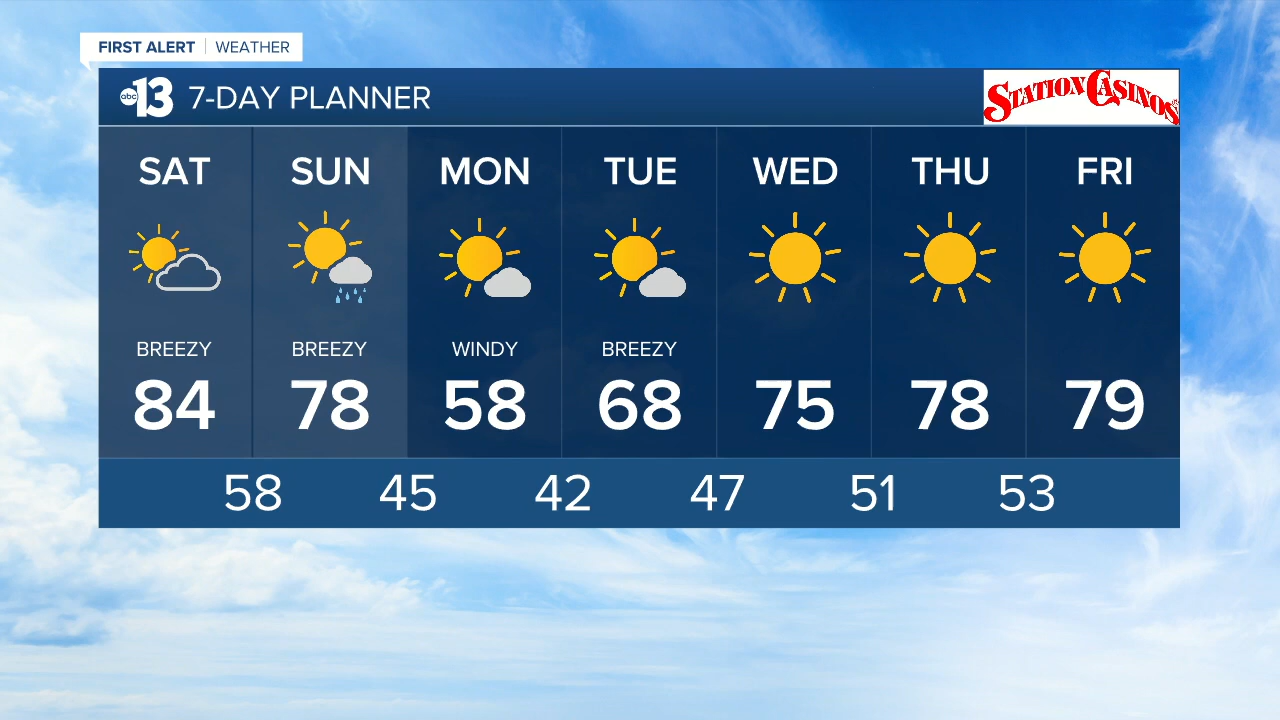 FIRST ALERT | WEATHER
abc 13 7-DAY PLANNER
STATION CASINOS
SAT SUN MON TUE WED THU FRI
BREEZY BREEZY WINDY BREEZY
84 78 58 68 75 78 79
58 45 42 47 51 53